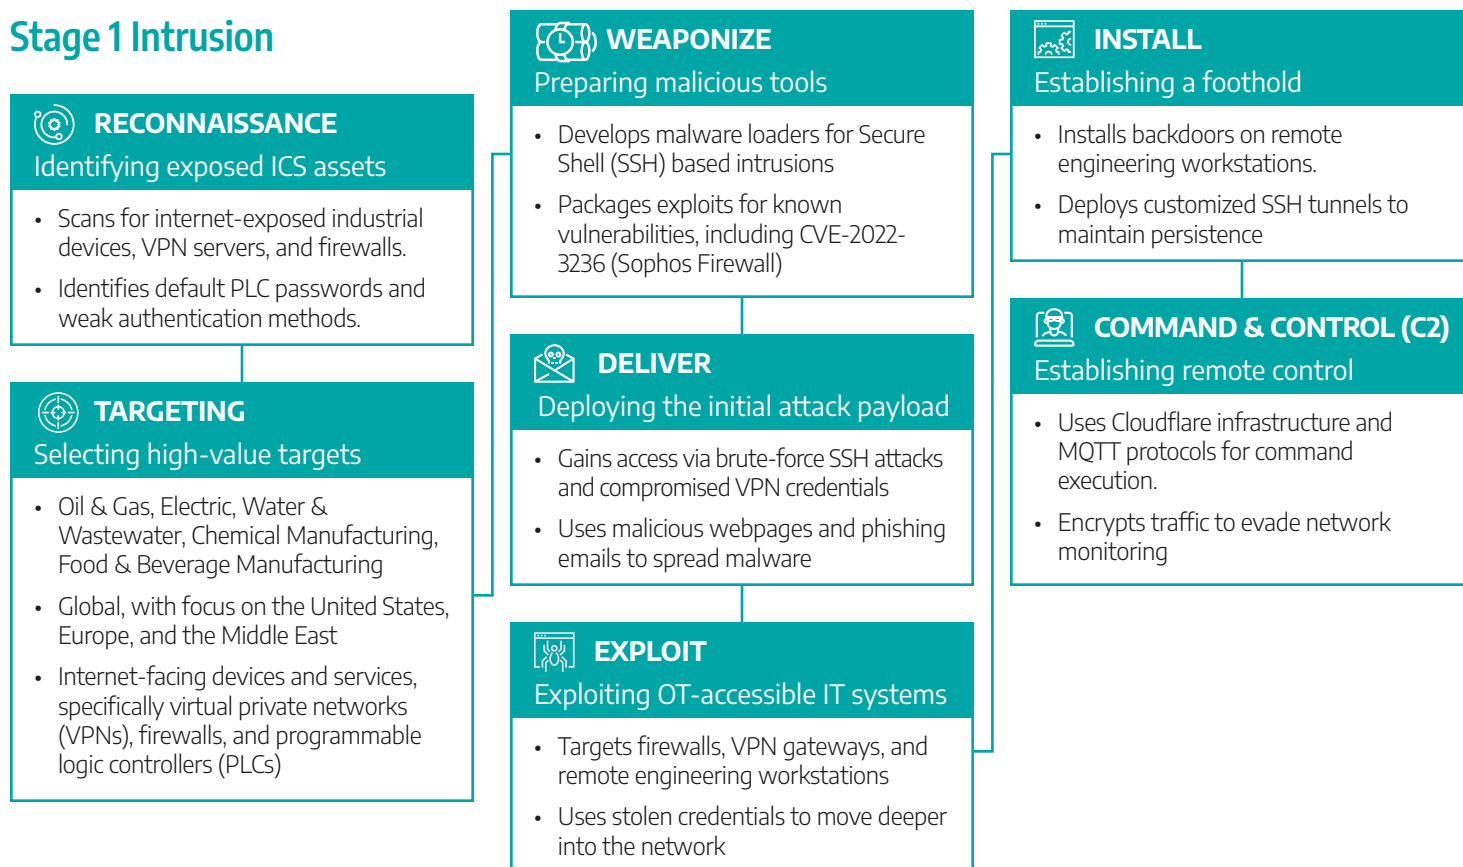 Stage 1 Intrusion
RECONNAISSANCE
Identifying exposed ICS assets
• Scans for internet-exposed industrial
devices, VPN servers, and firewalls.
• Identifies default PLC passwords and
weak authentication methods.
TARGETING
Selecting high-value targets
• Oil & Gas, Electric, Water &
Wastewater, Chemical Manufacturing,
Food & Beverage Manufacturing
• Global, with focus on the United States,
Europe, and the Middle East
• Internet-facing devices and services,
specifically virtual private networks
(VPNs), firewalls, and programmable
logic controllers (PLCs)
WEAPONIZE
Preparing malicious tools
• Develops malware loaders for Secure
Shell (SSH) based intrusions
• Packages exploits for known
vulnerabilities, including CVE-2022-
3236 (Sophos Firewall)
DELIVER
Deploying the initial attack payload
• Gains access via brute-force SSH attacks
and compromised VPN credentials
• Uses malicious webpages and phishing
emails to spread malware
EXPLOIT
Exploiting OT-accessible IT systems
• Targets firewalls, VPN gateways, and
remote engineering workstations
• Uses stolen credentials to move deeper
into the network
INSTALL
Establishing a foothold
• Installs backdoors on remote
engineering workstations.
• Deploys customized SSH tunnels to
maintain persistence
COMMAND & CONTROL (C2)
Establishing remote control
• Uses Cloudflare infrastructure and
MQTT protocols for command
execution.
• Encrypts traffic to evade network
monitoring